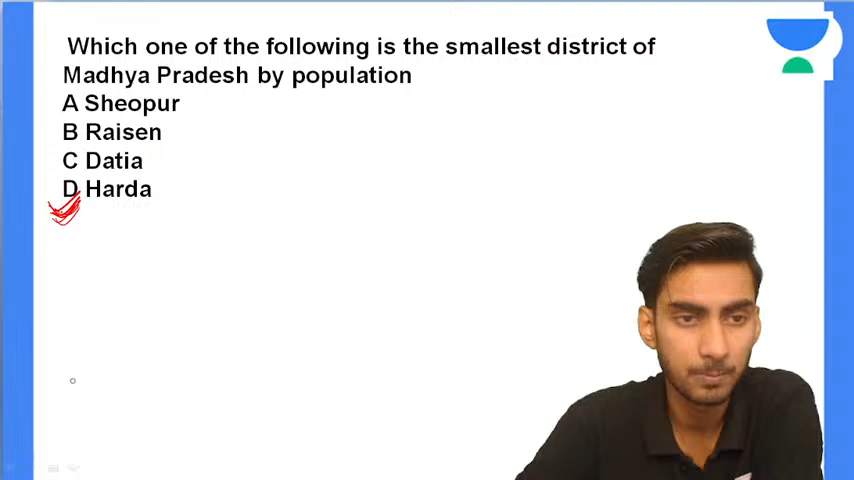 Which one of the following is the smallest district of
Madhya Pradesh by population
A Sheopur
B Raisen
C Datia
D Harda